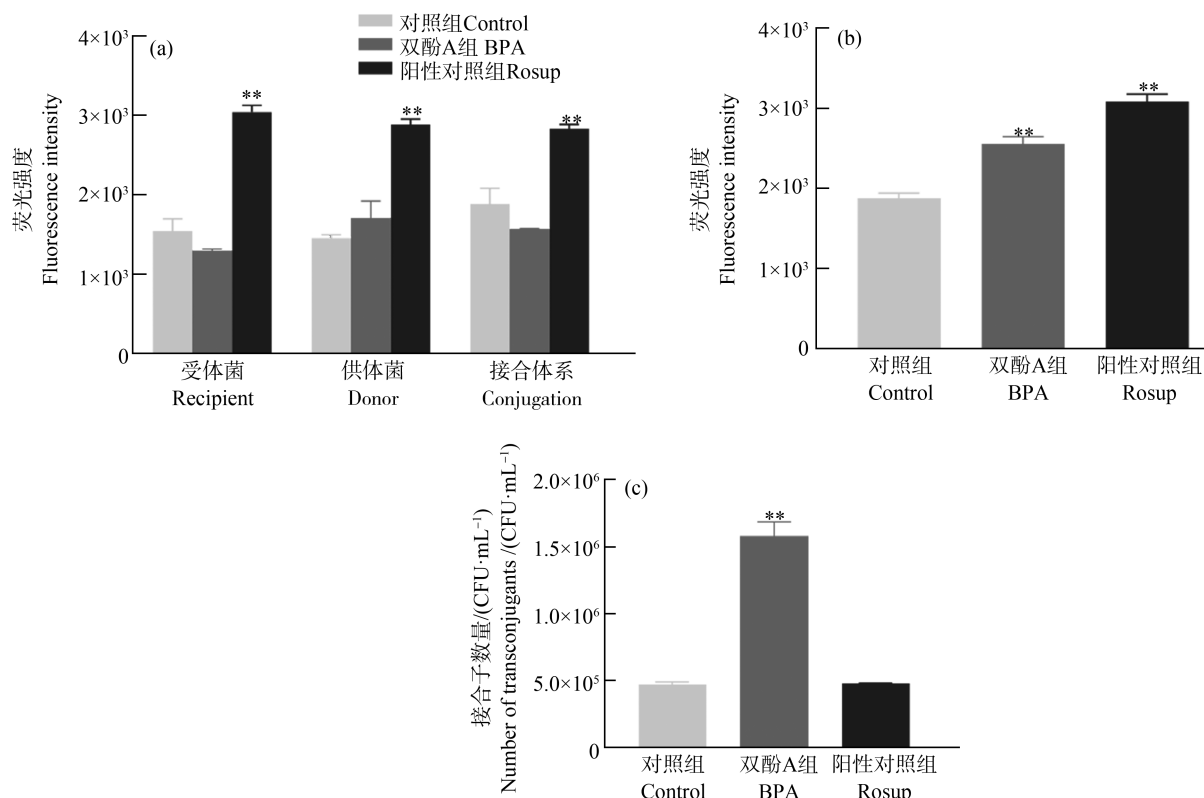 (a)
对照组Control
双酚A组 BPA
阳性对照组Rosup
荧光强度
Fluorescence intensity
4×10³
3×10³
2×10³
1×10³
0
**
**
**
受体菌
Recipient
供体菌
Donor
接合体系
Conjugation
(b)
荧光强度
Fluorescence intensity
4×10³
3×10³
2×10³
1×10³
0
**
**
对照组
Control
双酚A组
BPA
阳性对照组
Rosup
(c)
接合子数量/(CFU·mL⁻¹)
Number of transconjugants /(CFU·mL⁻¹)
2.0×10⁶
1.5×10⁶
1.0×10⁶
5.0×10⁵
0
**
对照组
Control
双酚A组
BPA
阳性对照组
Rosup